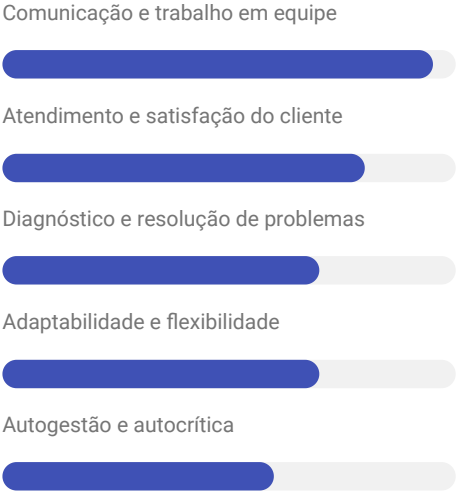 Comunicação e trabalho em equipe
Atendimento e satisfação do cliente
Diagnóstico e resolução de problemas
Adaptabilidade e flexibilidade
Autogestão e autocrítica